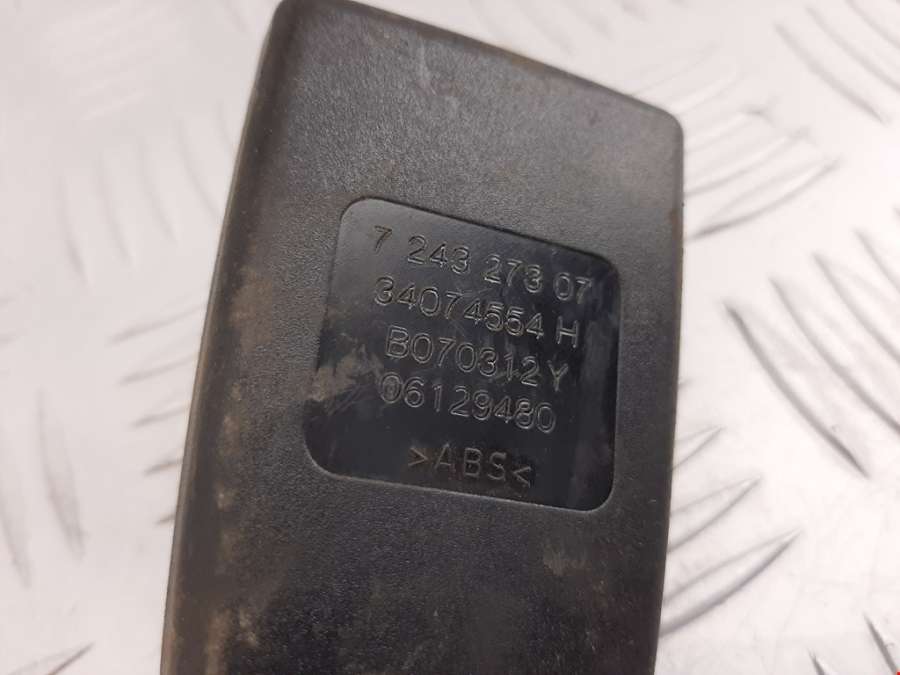 7 243 273 07
34074554 H
B070312Y
06129480
>ABS<